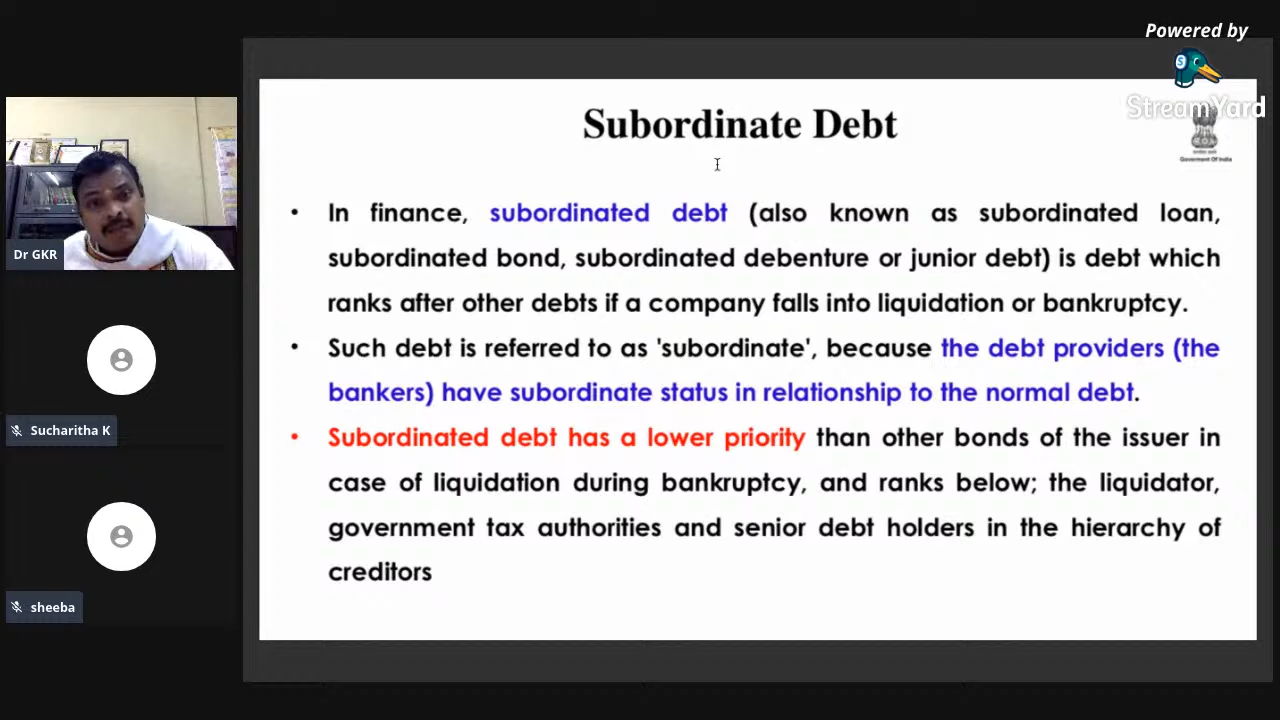 Powered by
StreamYard
Subordinate Debt
Government Of India
• In finance, subordinated debt (also known as subordinated loan,
subordinated bond, subordinated debenture or junior debt) is debt which
ranks after other debts if a company falls into liquidation or bankruptcy.
• Such debt is referred to as 'subordinate', because the debt providers (the
bankers) have subordinate status in relationship to the normal debt.
• Subordinated debt has a lower priority than other bonds of the issuer in
case of liquidation during bankruptcy, and ranks below; the liquidator,
government tax authorities and senior debt holders in the hierarchy of
creditors
Dr GKR
Sucharitha K
sheeba